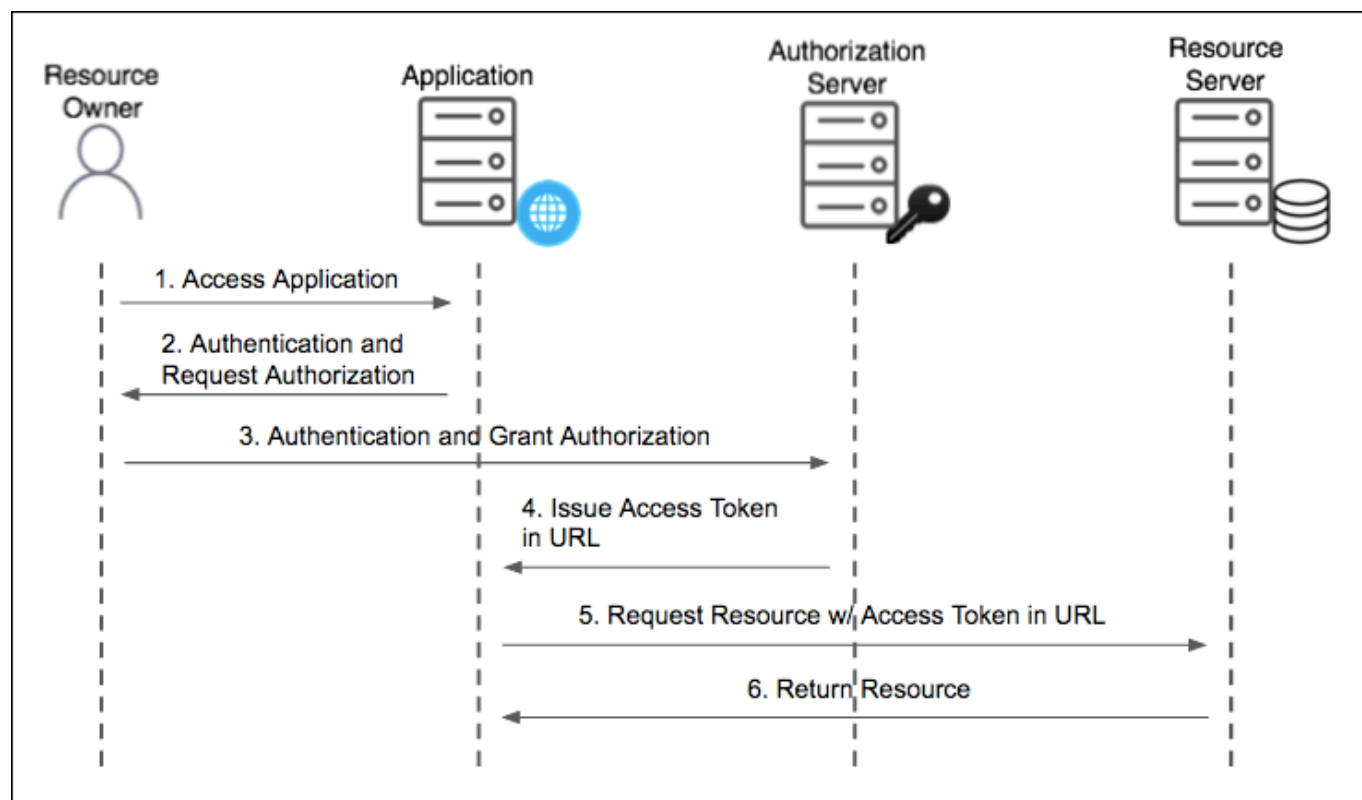 Resource
Owner
Application
Authorization
Server
Resource
Server
1. Access Application
2. Authentication and
Request Authorization
3. Authentication and Grant Authorization
4. Issue Access Token
in URL
5. Request Resource w/ Access Token in URL
6. Return Resource